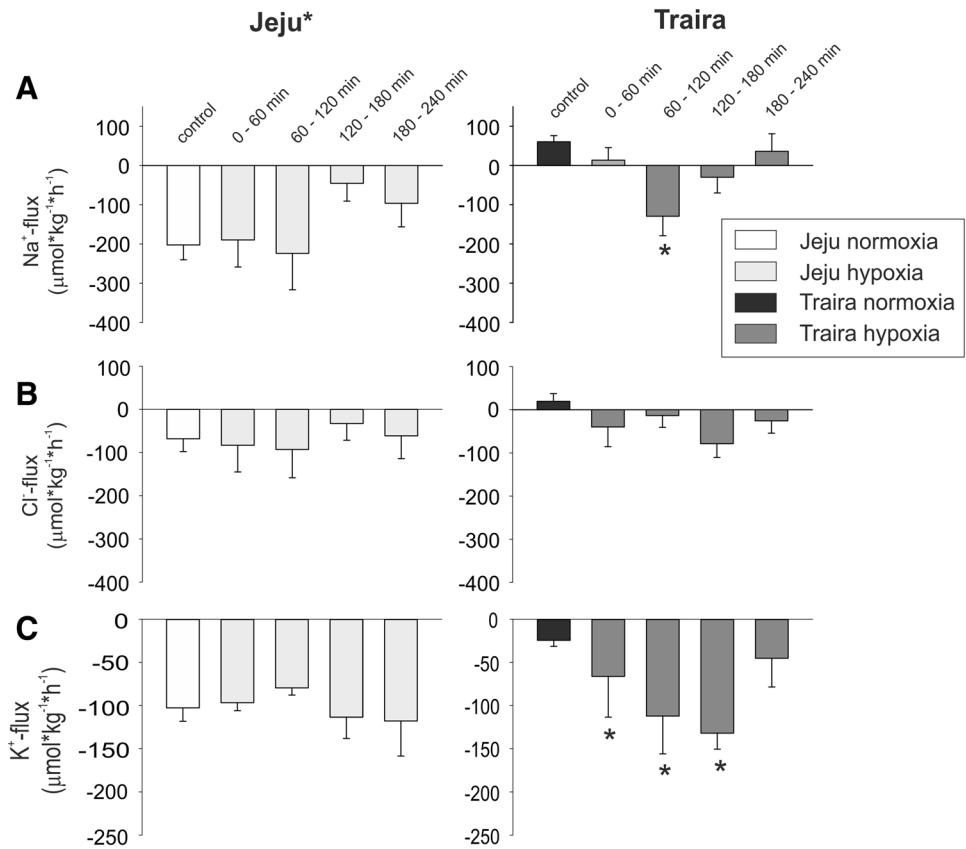 Jeju*
Traira
A
control
0 - 60 min
60 - 120 min
120 - 180 min
180 - 240 min
control
0 - 60 min
60 - 120 min
120 - 180 min
180 - 240 min
Na⁺-flux
(μmol*kg⁻¹*h⁻¹)
100
0
-100
-200
-300
-400
100
0
-100
-200
-300
-400
*
Jeju normoxia
Jeju hypoxia
Traira normoxia
Traira hypoxia
B
Cl⁻-flux
(μmol*kg⁻¹*h⁻¹)
100
0
-100
-200
-300
-400
100
0
-100
-200
-300
-400
C
K⁺-flux
(μmol*kg⁻¹*h⁻¹)
0
-50
-100
-150
-200
-250
0
-50
-100
-150
-200
-250
* * *